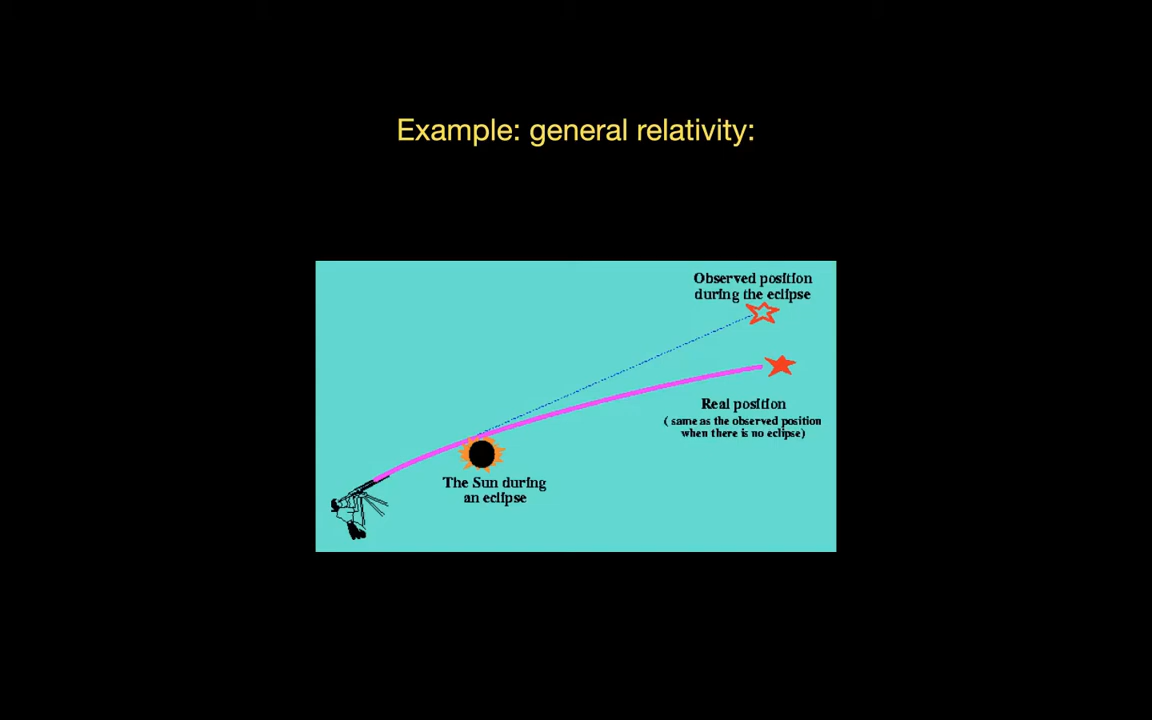 Example: general relativity:
Observed position
during the eclipse
Real position
( same as the observed position
when there is no eclipse)
The Sun during
an eclipse